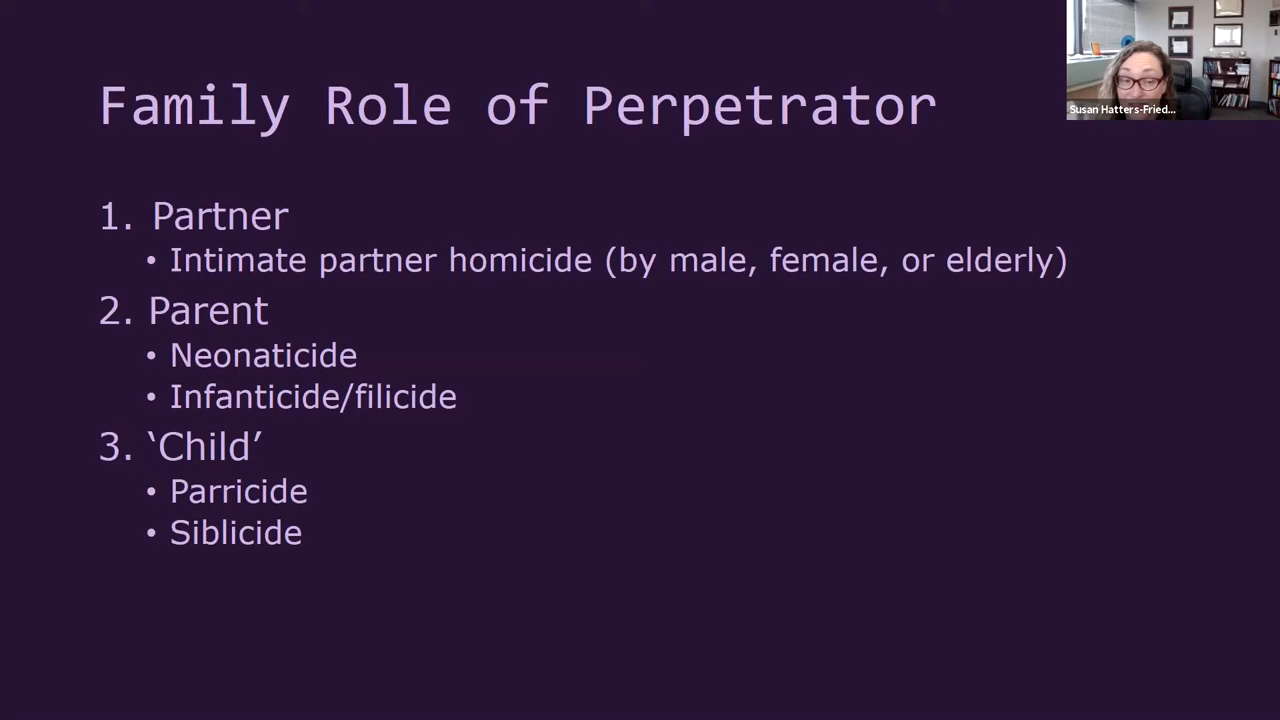 Family Role of Perpetrator
Susan Hatters-Fried...
1. Partner
• Intimate partner homicide (by male, female, or elderly)
2. Parent
• Neonaticide
• Infanticide/filicide
3. ‘Child’
• Parricide
• Siblicide